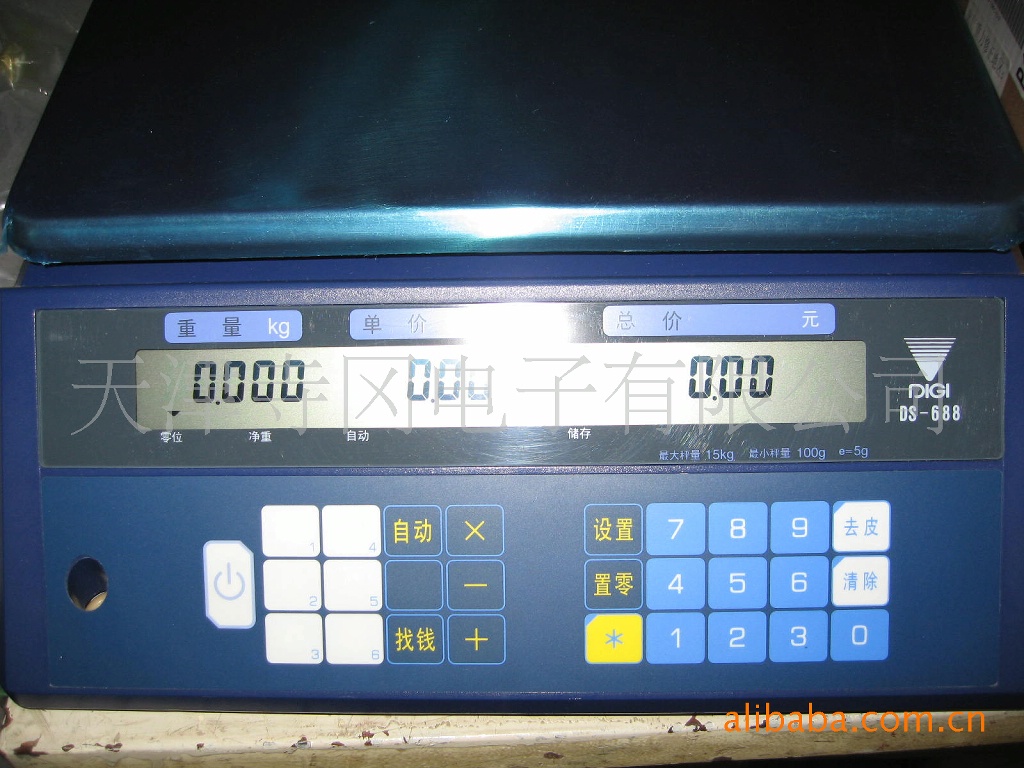 重量 kg 单价 总价 元
0.000 0.00 0.00
天津特冈电子有限公司
DIGI
DS-688
零位 净重 自动 储存
最大秤量 15kg 最小秤量 100g e=5g
1 4 自动 × 设置 7 8 9 去皮
2 5 － 置零 4 5 6 清除
3 6 找钱 ＋ * 1 2 3 0
alibaba.com.cn